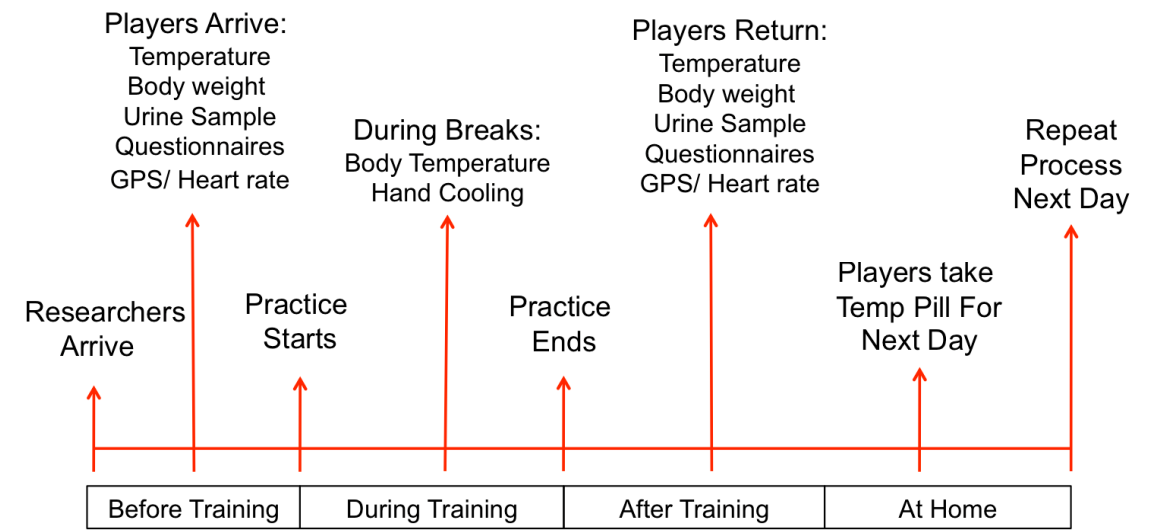 Players Arrive:
Temperature
Body weight
Urine Sample
Questionnaires
GPS/ Heart rate
During Breaks:
Body Temperature
Hand Cooling
Players Return:
Temperature
Body weight
Urine Sample
Questionnaires
GPS/ Heart rate
Repeat
Process
Next Day
Researchers
Arrive
Practice
Starts
Practice
Ends
Players take
Temp Pill For
Next Day
Before Training
During Training
After Training
At Home